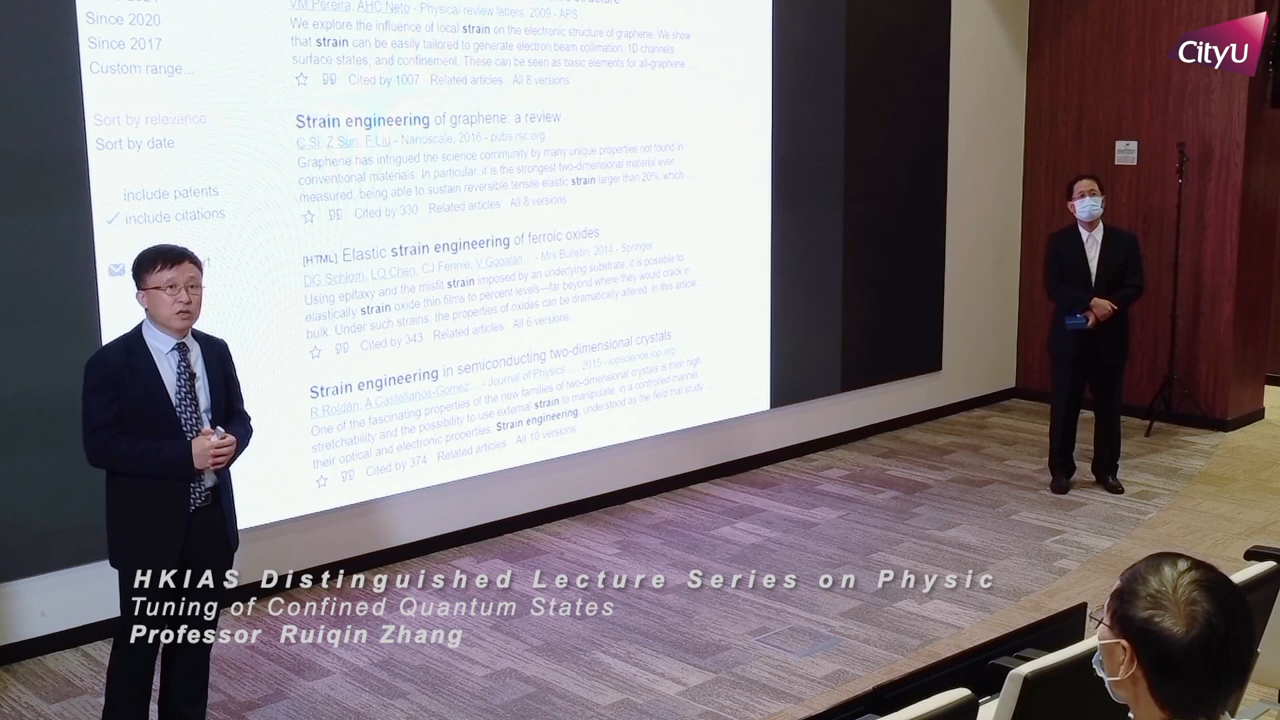 Since 2020
Since 2017
Custom range...
Sort by relevance
Sort by date
include patents
✓ include citations
VM Pereira, AHC Neto - Physical review letters, 2009 - APS
We explore the influence of local strain on the electronic structure of graphene. We show
that strain can be easily tailored to generate electron beam collimation, 1D channels,
surface states, and confinement. These can be seen as basic elements for all-graphene ...
Cited by 1007 Related articles All 8 versions
Strain engineering of graphene: a review
C Si, Z Sun, F Liu - Nanoscale, 2016 - pubs.rsc.org
Graphene has intrigued the science community by many unique properties not found in
conventional materials. In particular, it is the strongest two-dimensional material ever
measured, being able to sustain reversible tensile elastic strain larger than 20%, which ...
Cited by 330 Related articles All 8 versions
[HTML] Elastic strain engineering of ferroic oxides
DG Schlom, LQ Chen, CJ Fennie, V Gopalan... - Mrs Bulletin, 2014 - Springer
Using epitaxy and the misfit strain imposed by an underlying substrate, it is possible to
elastically strain oxide thin films to percent levels—far beyond where they would crack in
bulk. Under such strains, the properties of oxides can be dramatically altered. In this article...
Cited by 343 Related articles All 6 versions
Strain engineering in semiconducting two-dimensional crystals
R Roldán, A Castellanos-Gomez... - Journal of Physics ..., 2015 - iopscience.iop.org
One of the fascinating properties of the new families of two-dimensional crystals is their high
stretchability and the possibility to use external strain to manipulate, in a controlled manner,
their optical and electronic properties. Strain engineering, understood as the field that study...
Cited by 374 Related articles All 10 versions
CityU
HKIAS Distinguished Lecture Series on Physic
Tuning of Confined Quantum States
Professor Ruiqin Zhang